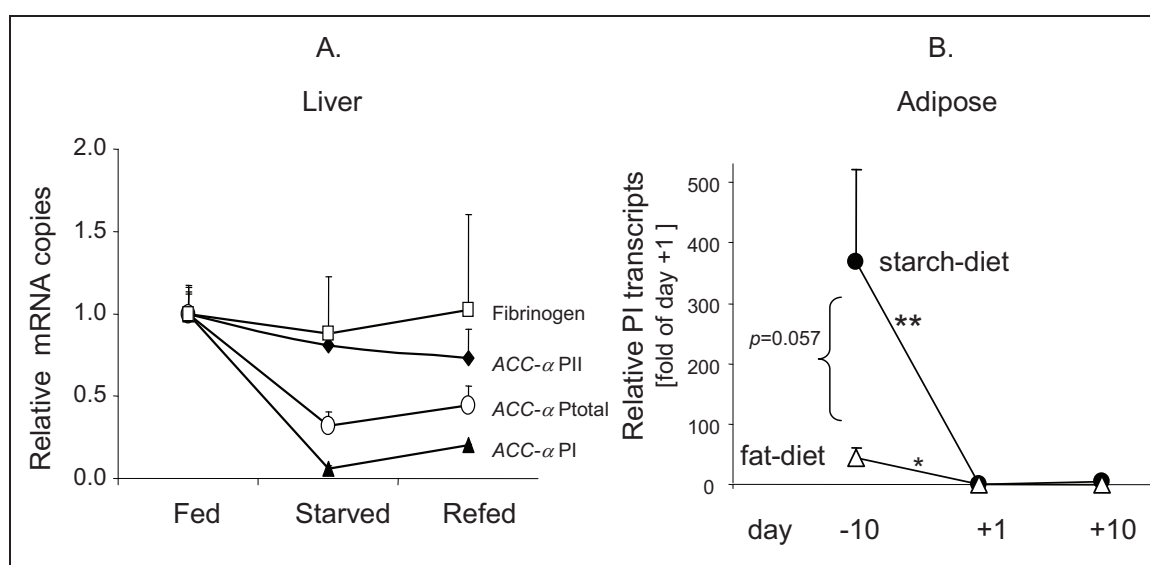 A.
Liver
Relative mRNA copies
2.0
1.5
1.0
0.5
0.0
Fibrinogen
ACC-α PII
ACC-α Ptotal
ACC-α PI
Fed Starved Refed
B.
Adipose
Relative PI transcripts
[fold of day +1 ]
500
400
300
200
100
0
starch-diet
**
p=0.057
fat-diet
*
day -10 +1 +10